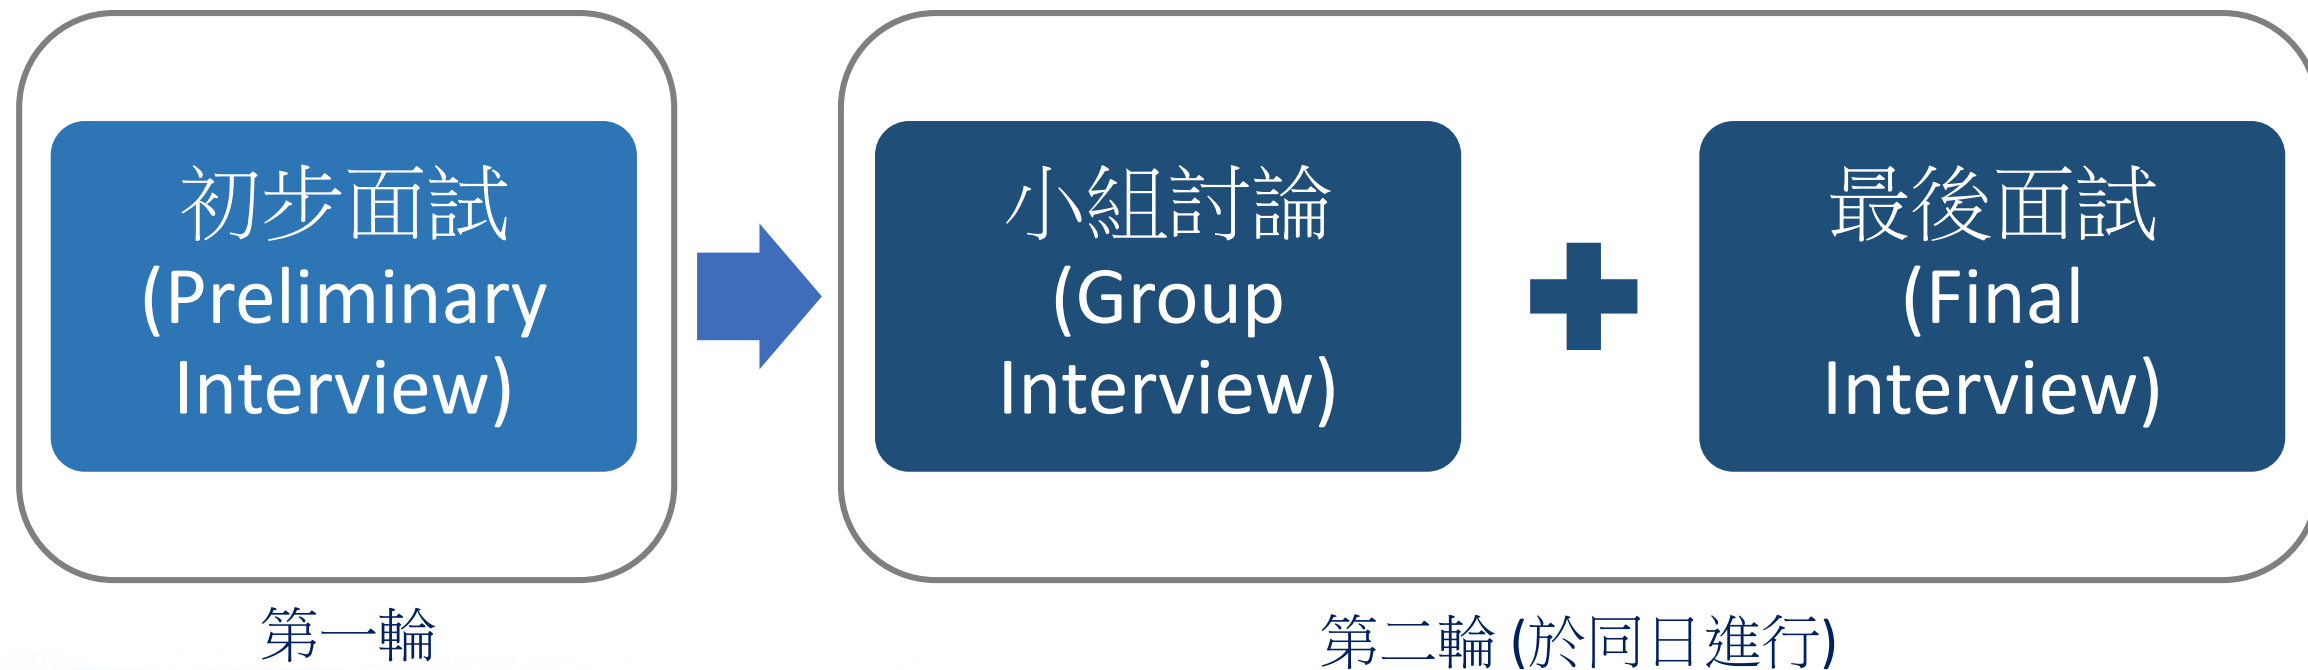 初步面試
(Preliminary
Interview)
小組討論
(Group
Interview)
最後面試
(Final
Interview)
第一輪
第二輪 (於同日進行)